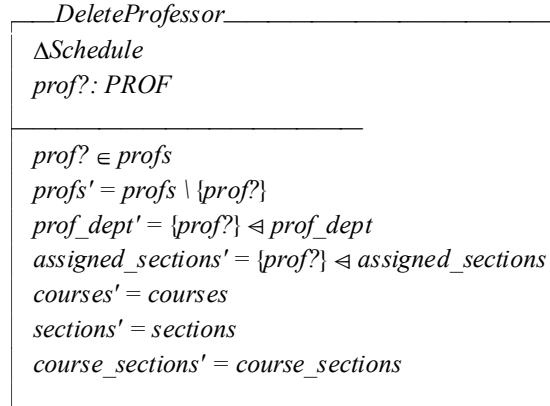 DeleteProfessor
ΔSchedule
prof?: PROF
prof? ∈ profs
profs' = profs \ {prof?}
prof_dept' = {prof?} ⩤ prof_dept
assigned_sections' = {prof?} ⩤ assigned_sections
courses' = courses
sections' = sections
course_sections' = course_sections